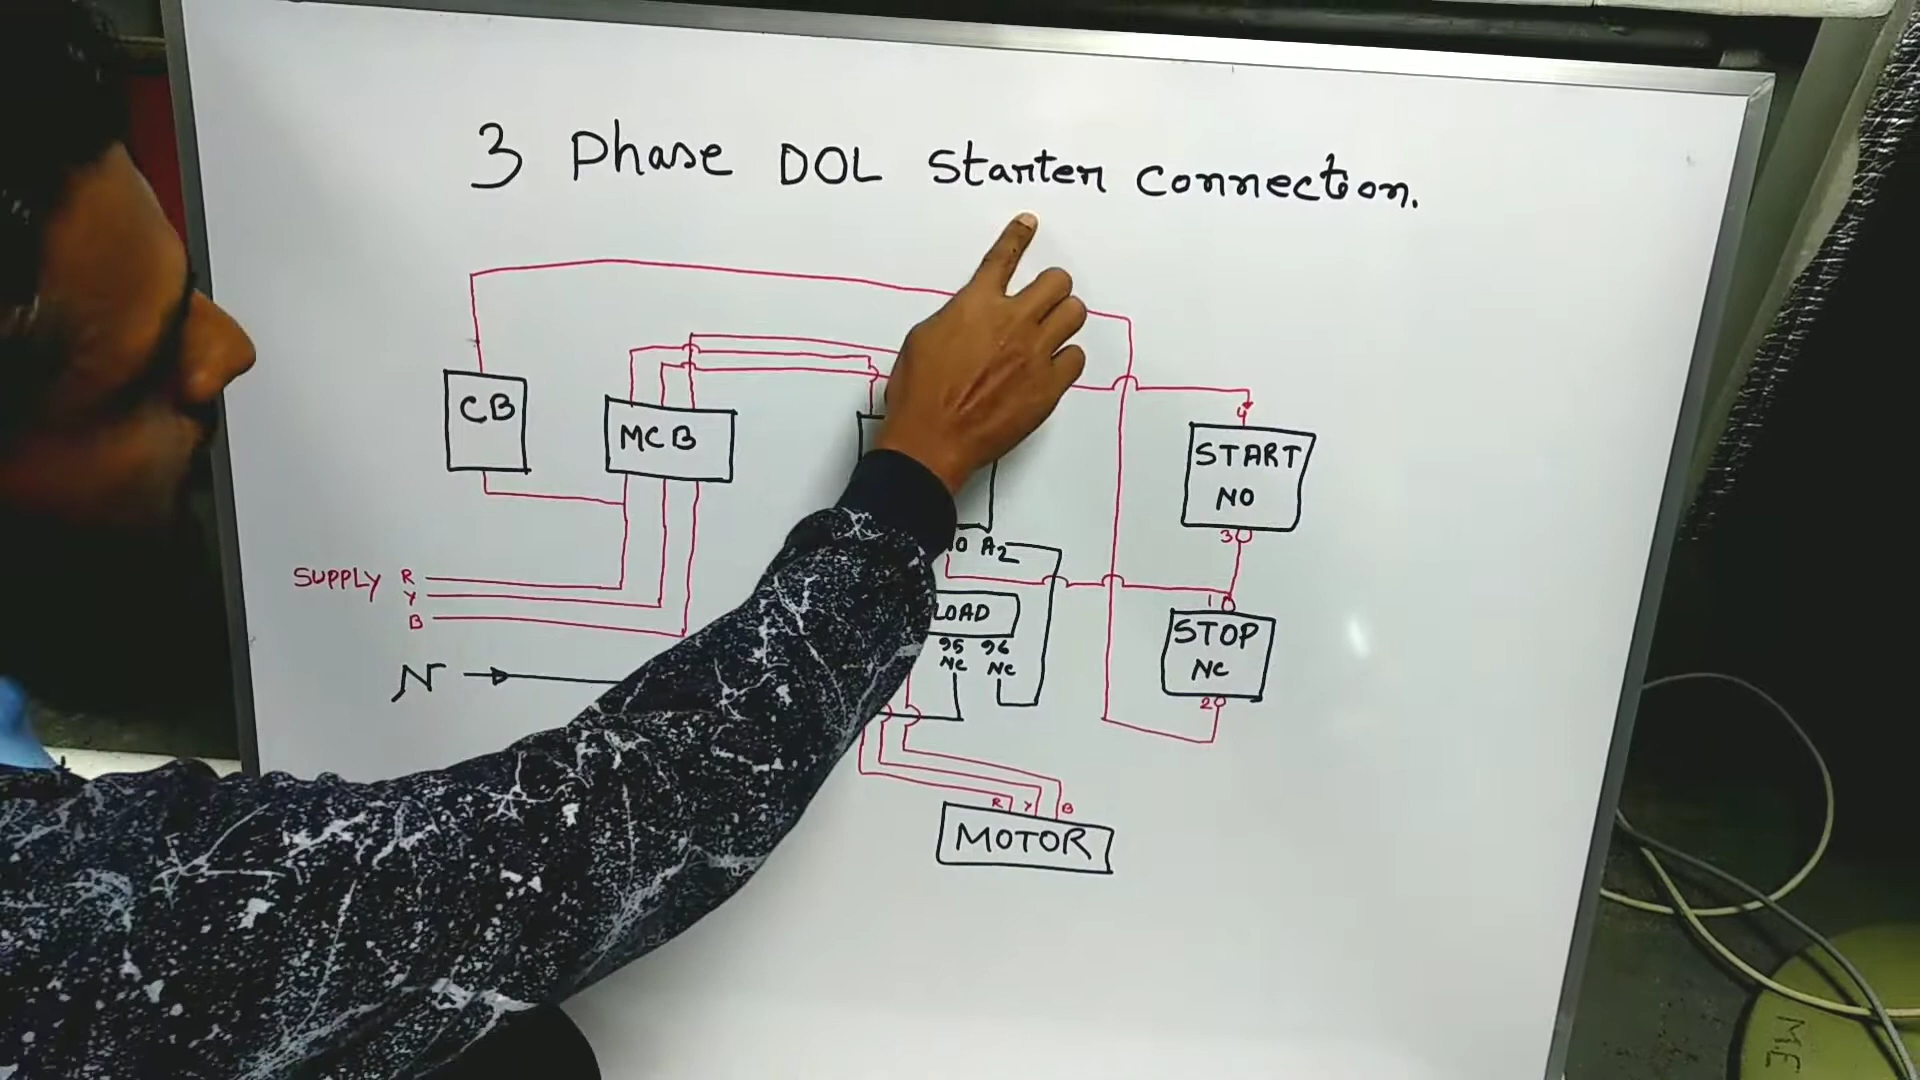 3 Phase DOL Starter Connection.
CB
MCB
4
START
NO
3
SUPPLY R
Y
B
A2
1
STOP
NC
2
LOAD
95 96
NC NC
N
R Y B
MOTOR
M.E